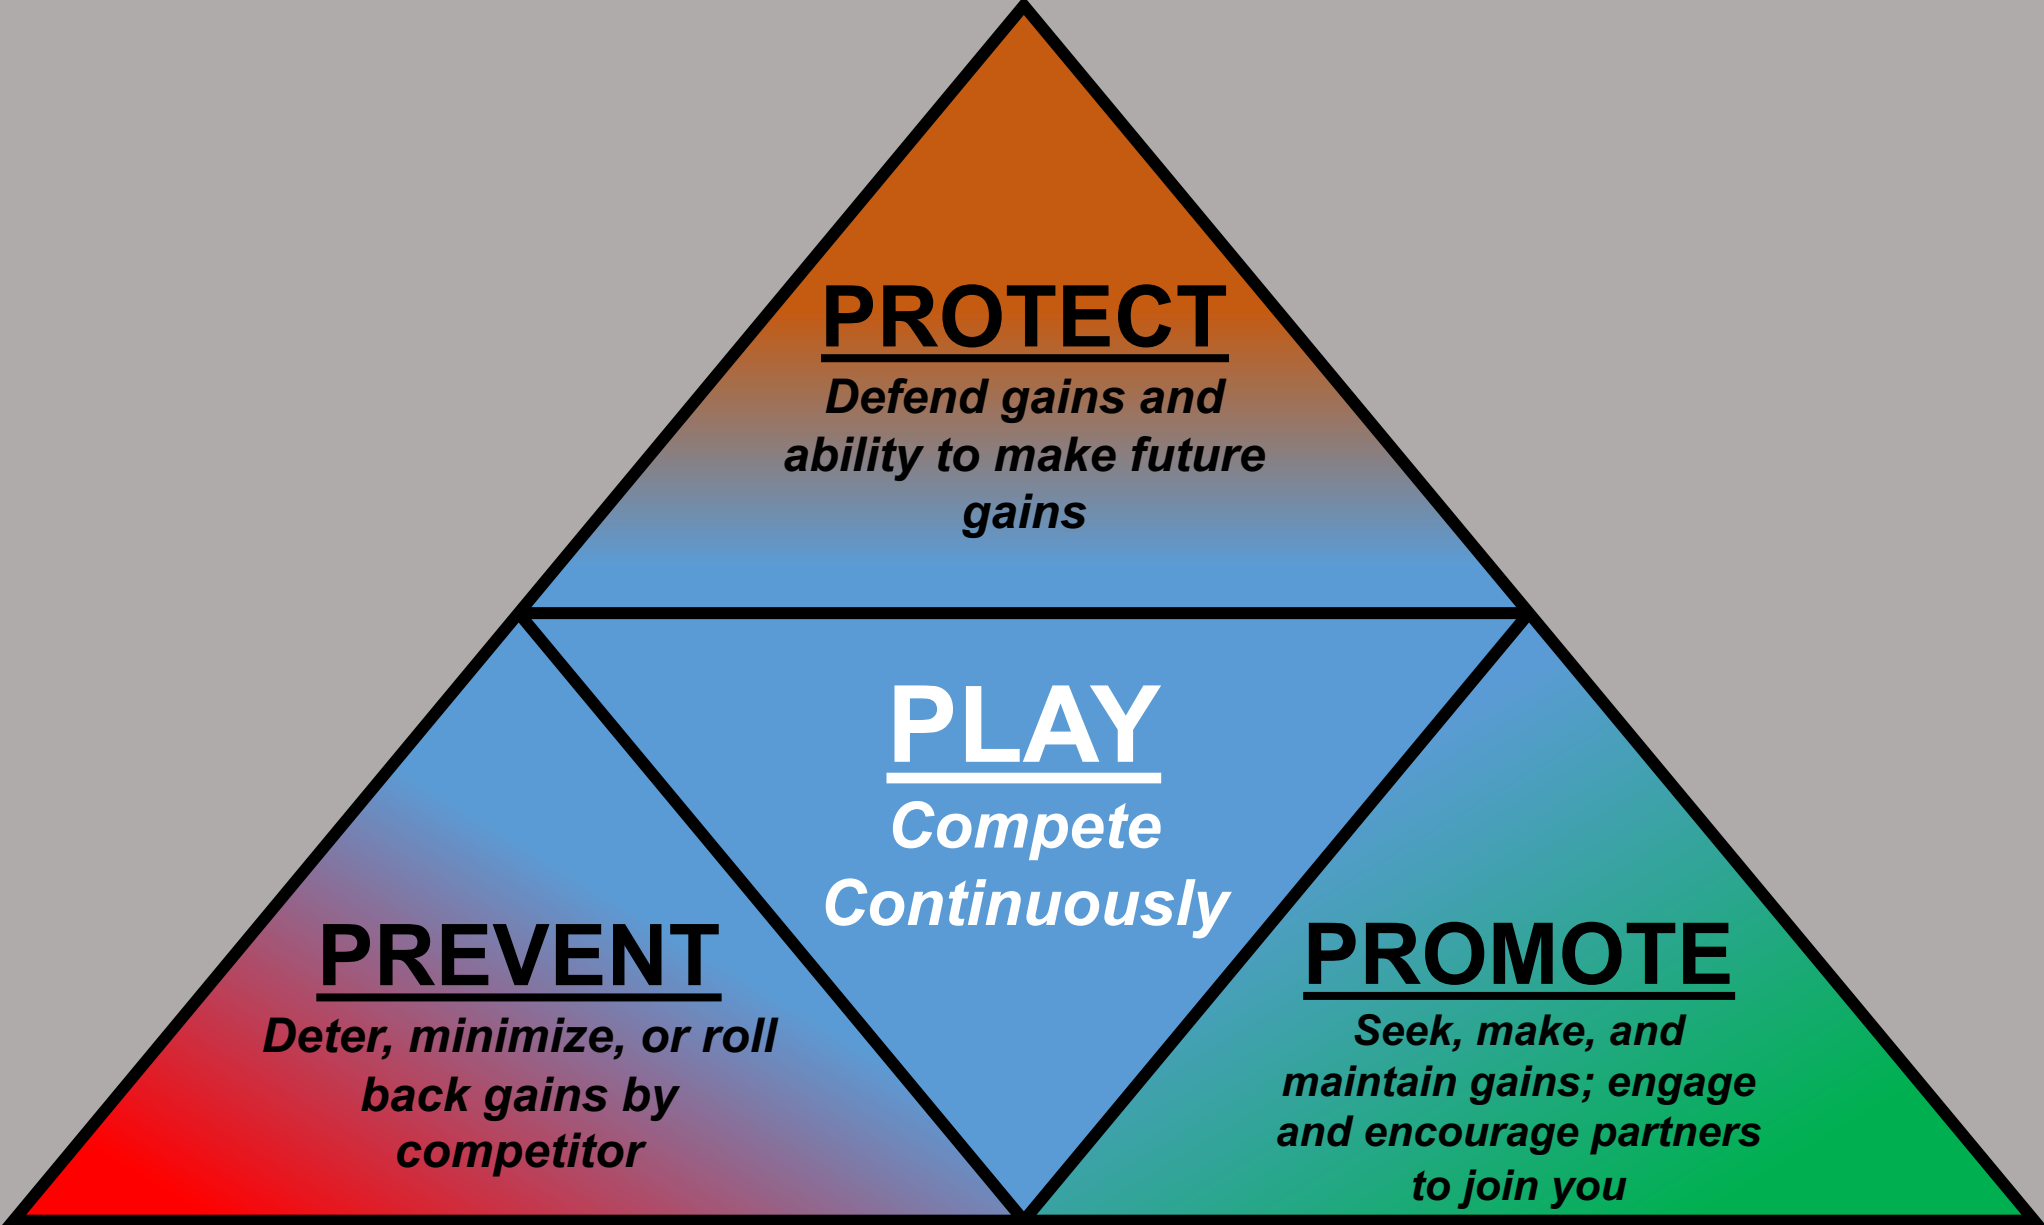 PROTECT
Defend gains and
ability to make future
gains
PLAY
Compete
Continuously
PREVENT
Deter, minimize, or roll
back gains by
competitor
PROMOTE
Seek, make, and
maintain gains; engage
and encourage partners
to join you